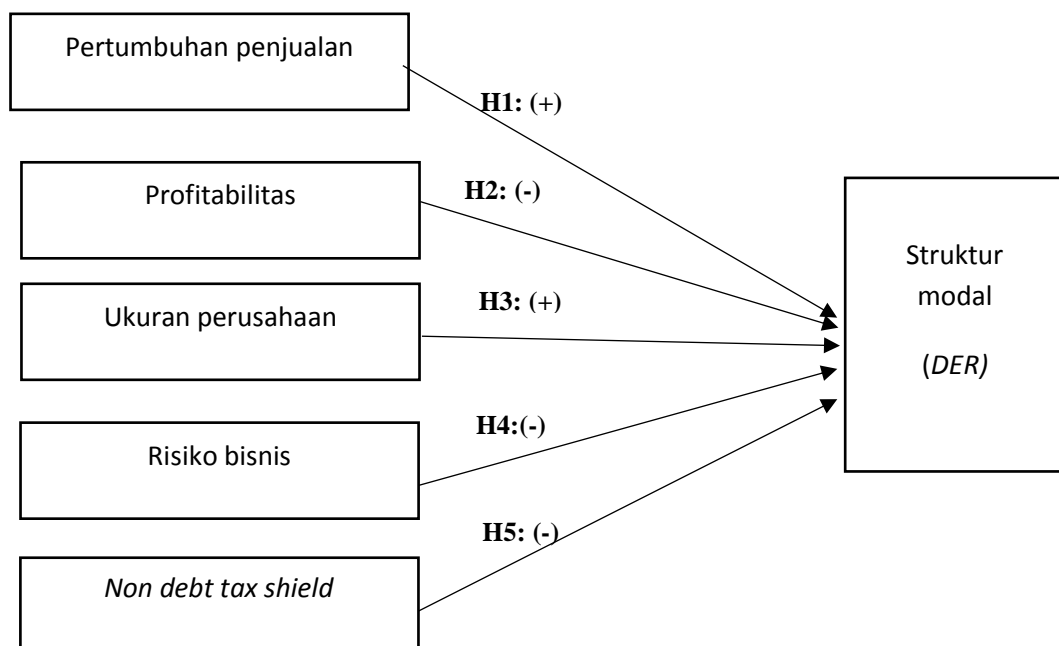 Pertumbuhan penjualan
H1: (+)
Profitabilitas
H2: (-)
Ukuran perusahaan
H3: (+)
Risiko bisnis
H4:(-)
Non debt tax shield
H5: (-)
Struktur
modal
(DER)